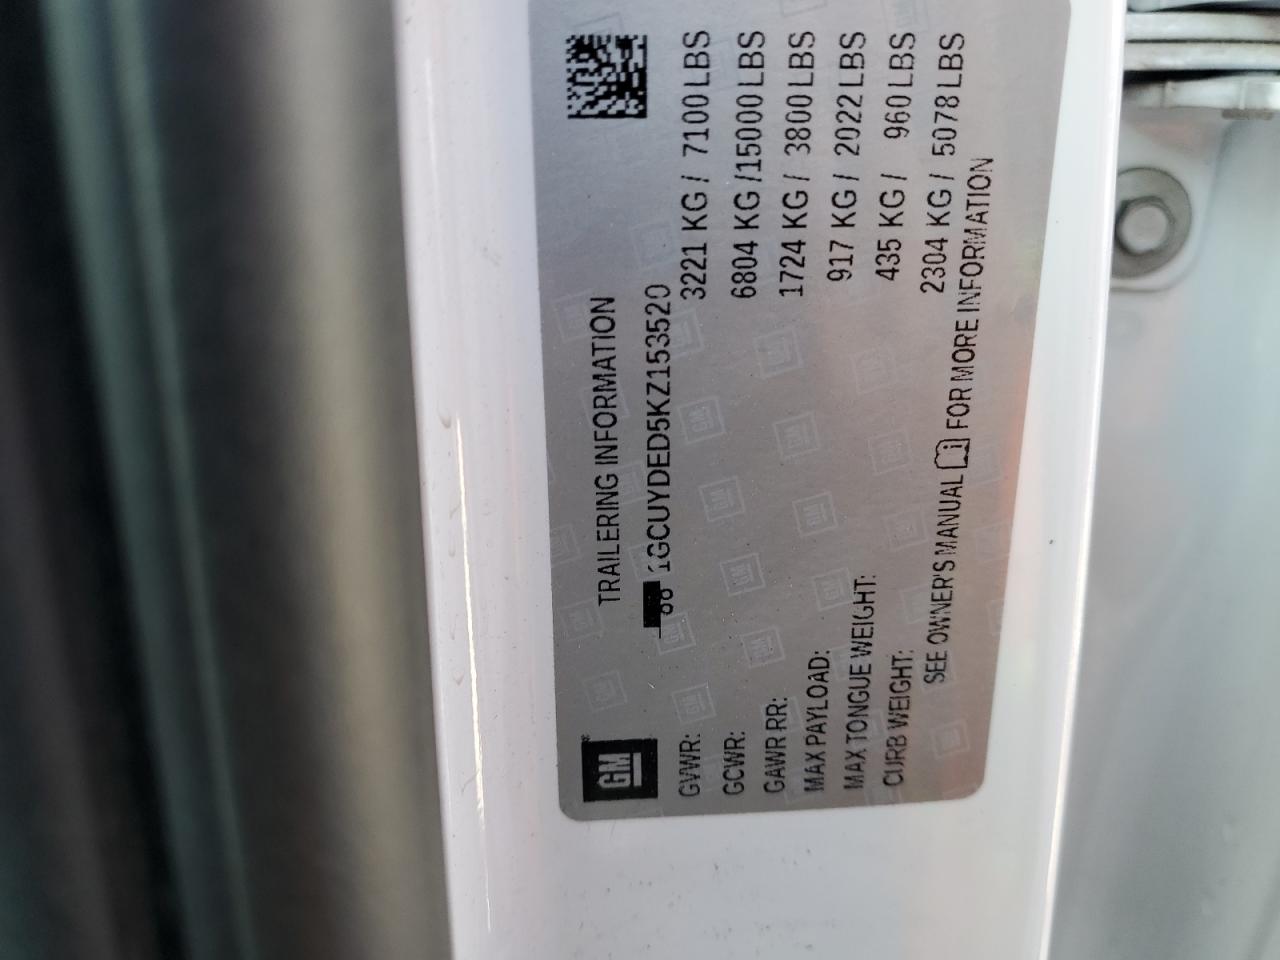 GM
TRAILERING INFORMATION
1GCUYDED5KZ153520
GVWR: 3221 KG / 7100 LBS
GCWR: 6804 KG /15000 LBS
GAWR RR: 1724 KG / 3800 LBS
MAX PAYLOAD: 917 KG / 2022 LBS
MAX TONGUE WEIGHT: 435 KG / 960 LBS
CURB WEIGHT: 2304 KG / 5078 LBS
SEE OWNER'S MANUAL FOR MORE INFORMATION